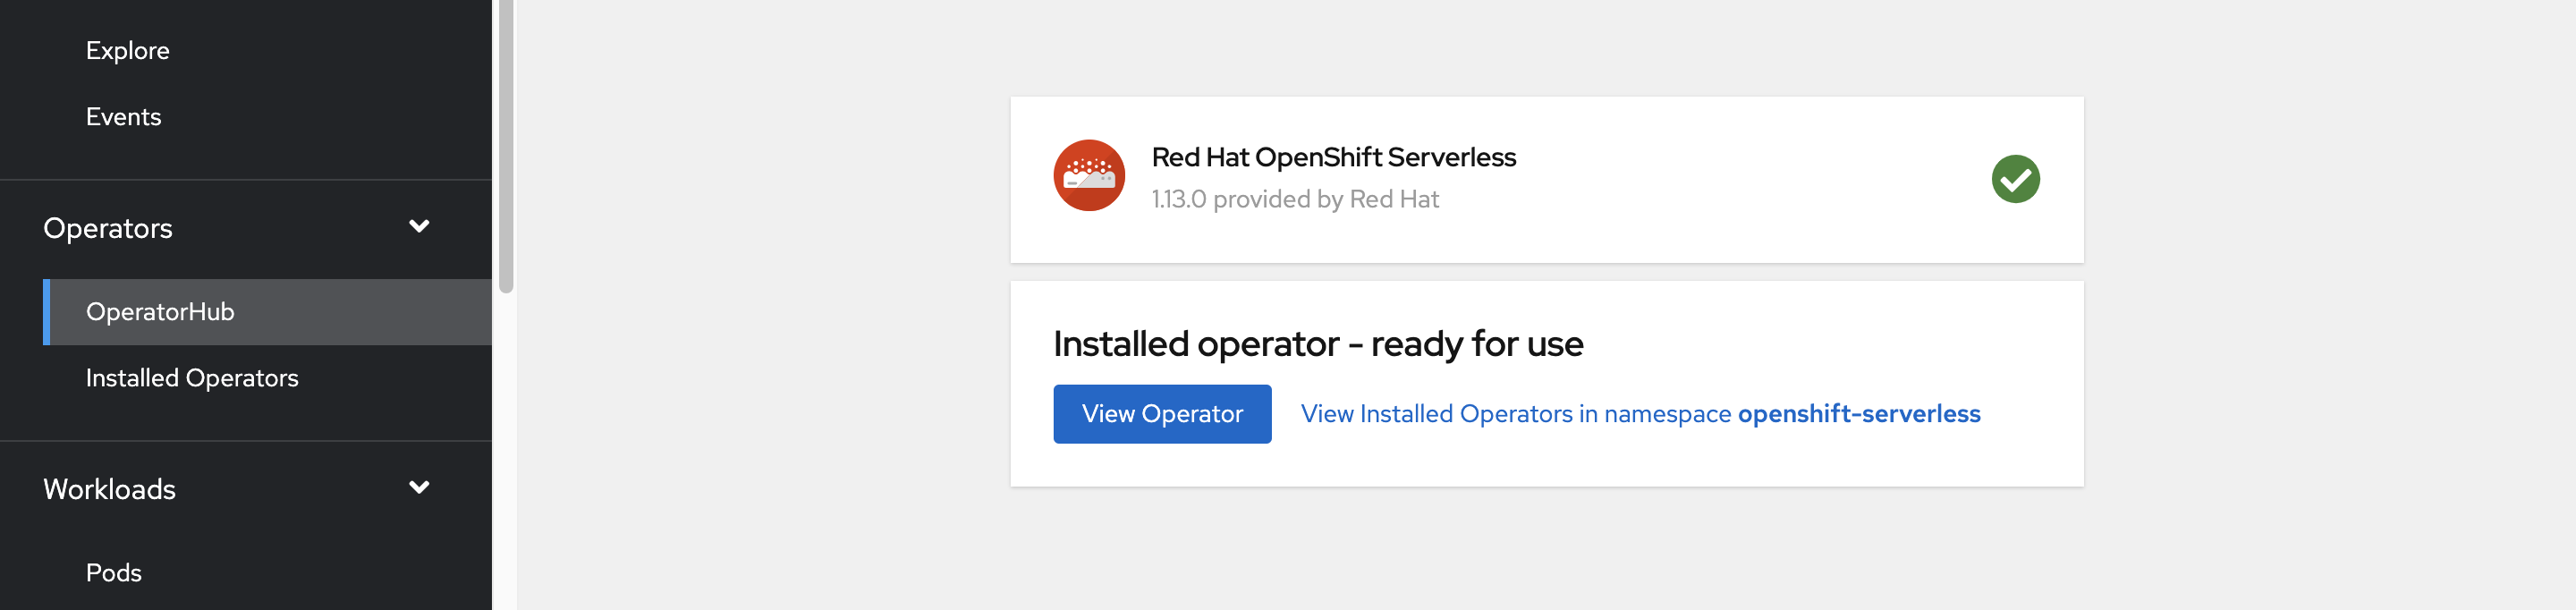 Explore
Events
Operators
OperatorHub
Installed Operators
Workloads
Pods
Red Hat OpenShift Serverless
1.13.0 provided by Red Hat
Installed operator - ready for use
View Operator
View Installed Operators in namespace openshift-serverless